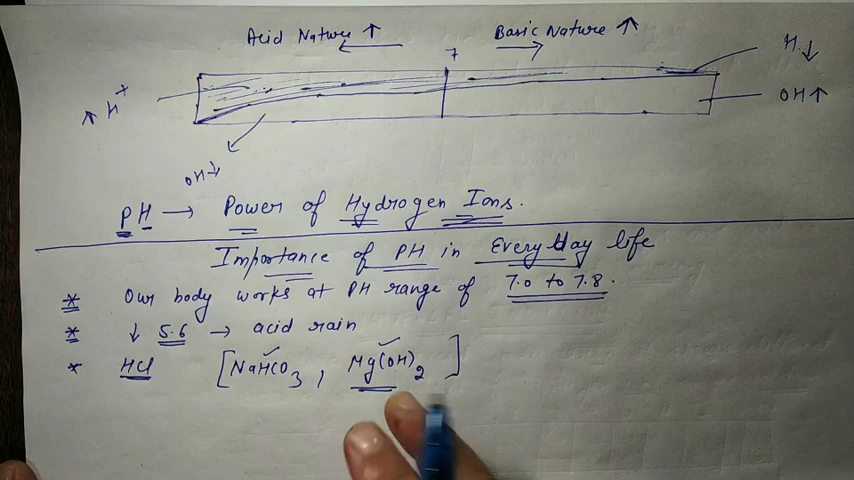 Acid Nature ↑ 7 Basic Nature ↑
H ↓
↑ H⁺
OH ↑
OH↓
PH → Power of Hydrogen Ions.
Importance of PH in Everyday life
* Our body works at PH range of 7.0 to 7.8.
* ↓ 5.6 → acid rain
* HCl [NaHCO₃, Mg(OH)₂]